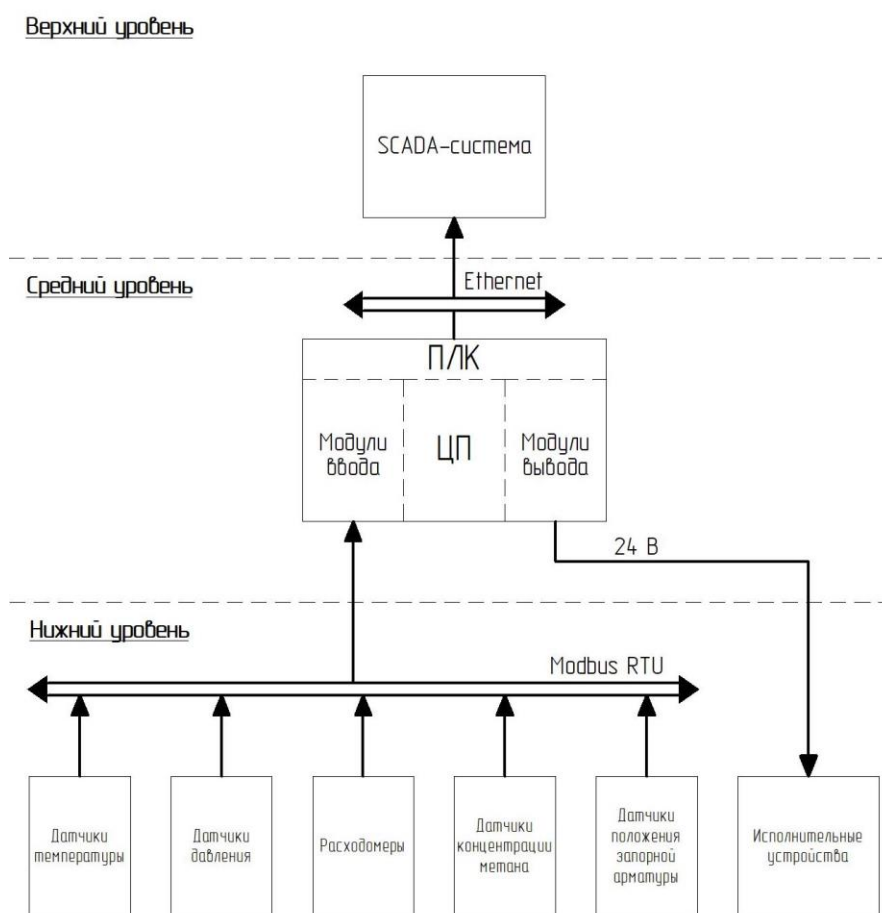 Верхний уровень
SCADA-система
Средний уровень
Ethernet
ПЛК
Модули
ввода
ЦП
Модули
вывода
24 В
Нижний уровень
Modbus RTU
Датчики
температуры
Датчики
давления
Расходомеры
Датчики
концентрации
метана
Датчики
положения
запорной
арматуры
Исполнительные
устройства